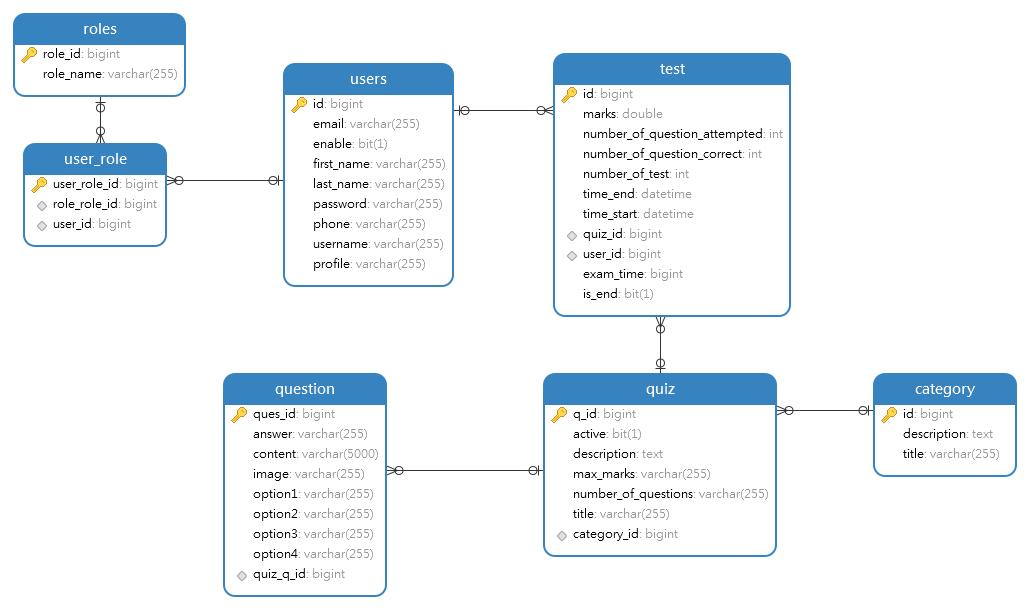 roles
role_id: bigint
role_name: varchar(255)
users
id: bigint
email: varchar(255)
enable: bit(1)
first_name: varchar(255)
last_name: varchar(255)
password: varchar(255)
phone: varchar(255)
username: varchar(255)
profile: varchar(255)
test
id: bigint
marks: double
number_of_question_attempted: int
number_of_question_correct: int
number_of_test: int
time_end: datetime
time_start: datetime
quiz_id: bigint
user_id: bigint
exam_time: bigint
is_end: bit(1)
user_role
user_role_id: bigint
role_role_id: bigint
user_id: bigint
question
ques_id: bigint
answer: varchar(255)
content: varchar(5000)
image: varchar(255)
option1: varchar(255)
option2: varchar(255)
option3: varchar(255)
option4: varchar(255)
quiz_q_id: bigint
quiz
q_id: bigint
active: bit(1)
description: text
max_marks: varchar(255)
number_of_questions: varchar(255)
title: varchar(255)
category_id: bigint
category
id: bigint
description: text
title: varchar(255)